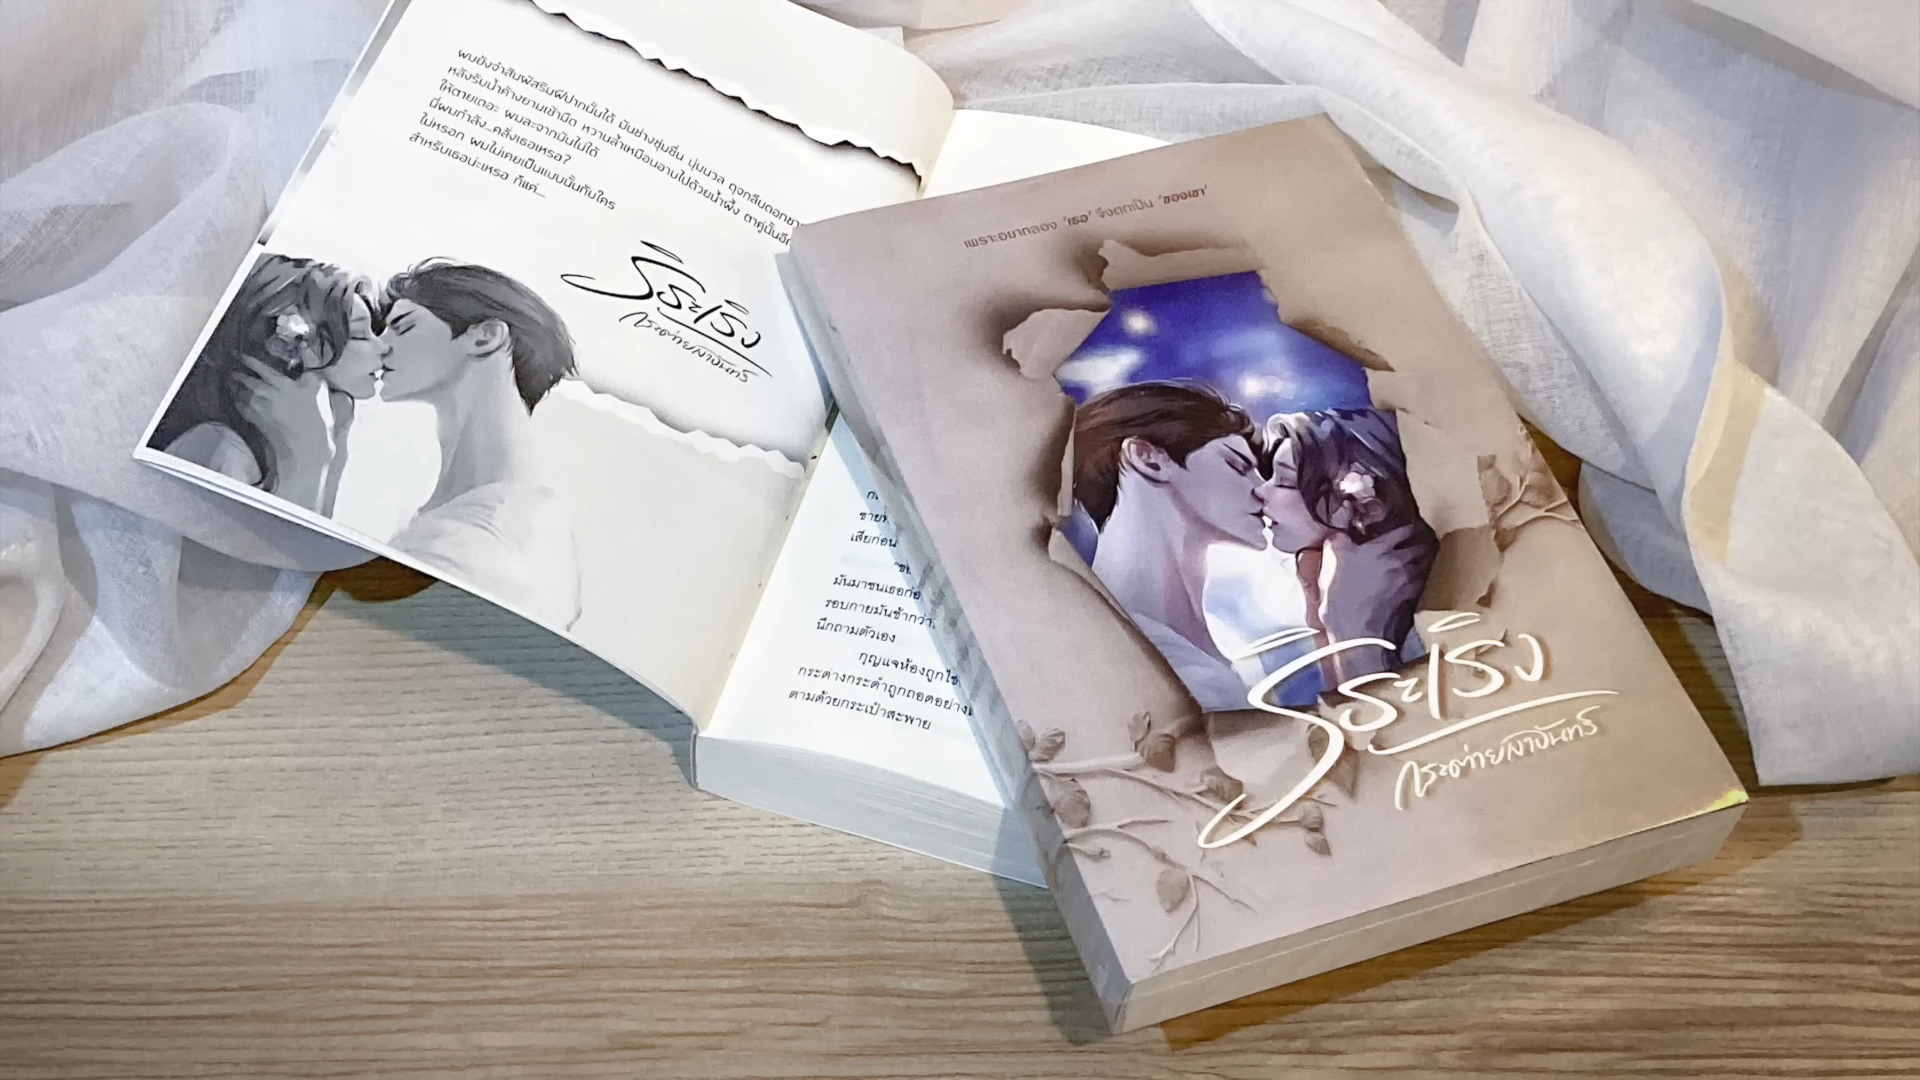 ผมยังจำสัมผัสริมฝีปากนั้นได้ มันช่างชุ่มชื่น นุ่มนวล ดุจกลีบดอกซา
หลังรับน้ำค้างยามเช้ามืด หวานล้ำเหมือนอาบไปด้วยน้ำผึ้ง ตาคู่นั้นอีก
ให้ตายเถอะ ผมละจากมันไม่ได้
นี่ผมกำลัง...คลั่งเธอเหรอ?
ไม่หรอก ผมไม่เคยเป็นแบบนั้นกับใคร
สำหรับเธอน่ะเหรอ ก็แค่...
รึธะเริง
กระต่ายลาจันทร์
ชายห
เสียก่อน
มันมาชนเธอก่อ
รอบกายมันช้ากว่า
นึกถามตัวเอง
กุญแจห้องถูกไข
กระด่างกระดำถูกถอดอย่าง
ตามด้วยกระเป๋าสะพาย
เพราะอยากลอง 'เธอ' จึงตกเป็น 'ของเขา'
รึธะเริง
กระต่ายลาจันทร์